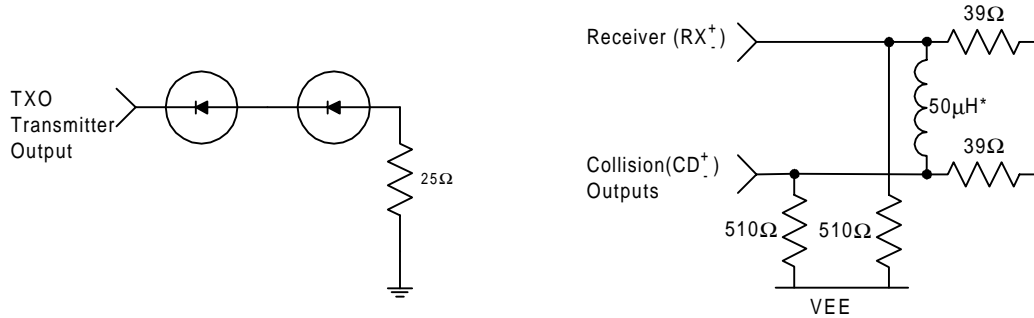 TXO
Transmitter
Output
25Ω
Receiver (RX+-)
39Ω
50µH*
39Ω
Collision(CD+-)
Outputs
510Ω
510Ω
VEE